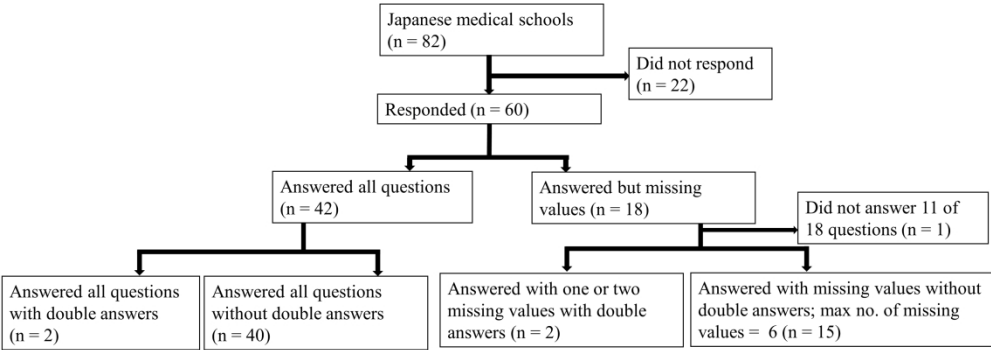 Japanese medical schools
(n = 82)
Did not respond
(n = 22)
Responded (n = 60)
Answered all questions
(n = 42)
Answered but missing
values (n = 18)
Did not answer 11 of
18 questions (n = 1)
Answered all questions
with double answers
(n = 2)
Answered all questions
without double answers
(n = 40)
Answered with one or two
missing values with double
answers (n = 2)
Answered with missing values without
double answers; max no. of missing
values =  6 (n = 15)